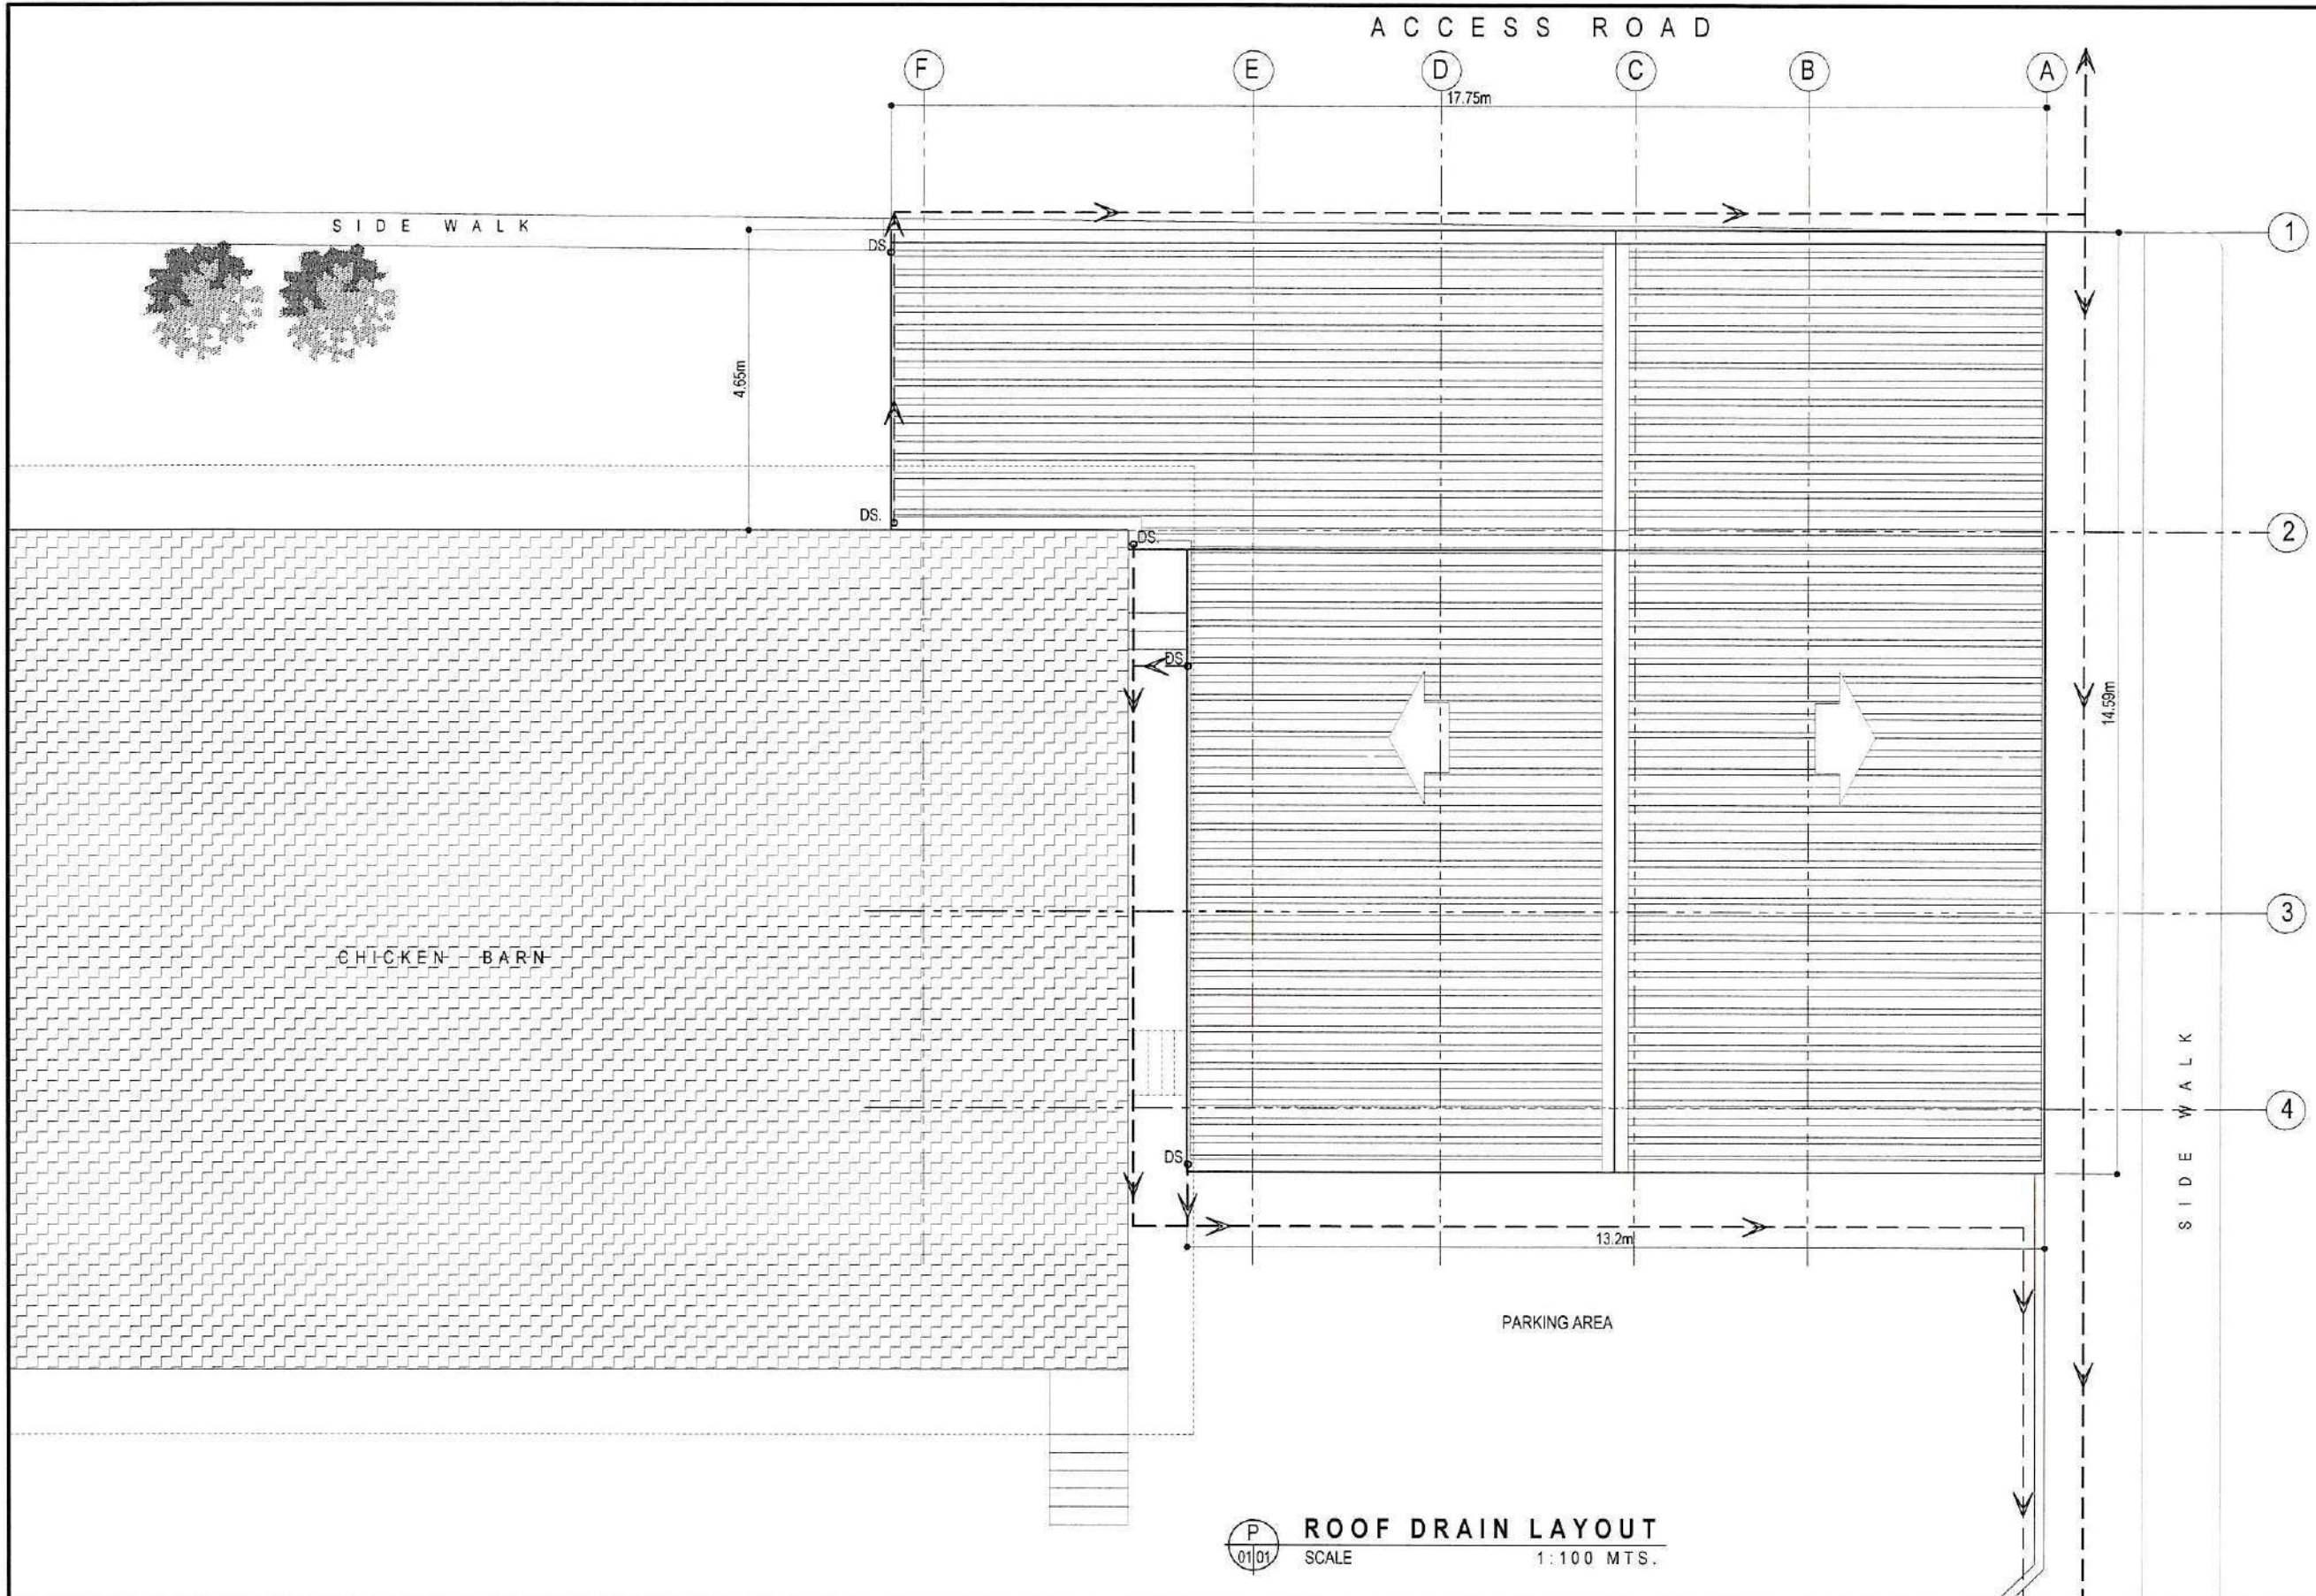 ACCESS ROAD
F
E
D
C
B
A
17.75m
SIDE WALK
1
DS.
4.65m
DS.
DS.
2
DS.
14.59m
3
CHICKEN BARN
SIDE WALK
4
DS.
13.2m
PARKING AREA
P
01 01
ROOF DRAIN LAYOUT
SCALE 1:100 MTS.